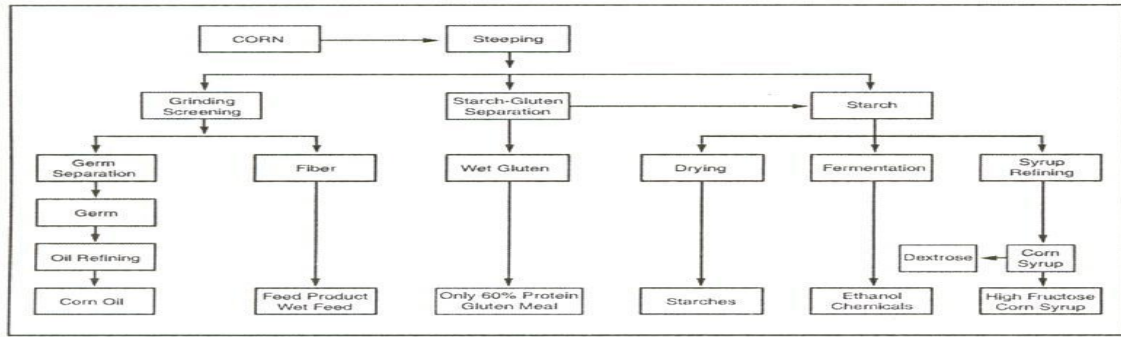 CORN
Steeping
Grinding
Screening
Starch-Gluten
Separation
Starch
Germ
Separation
Fiber
Wet Gluten
Drying
Fermentation
Syrup
Refining
Germ
Oil Refining
Dextrose
Corn
Syrup
Corn Oil
Feed Product
Wet Feed
Only 60% Protein
Gluten Meal
Starches
Ethanol
Chemicals
High Fructose
Corn Syrup